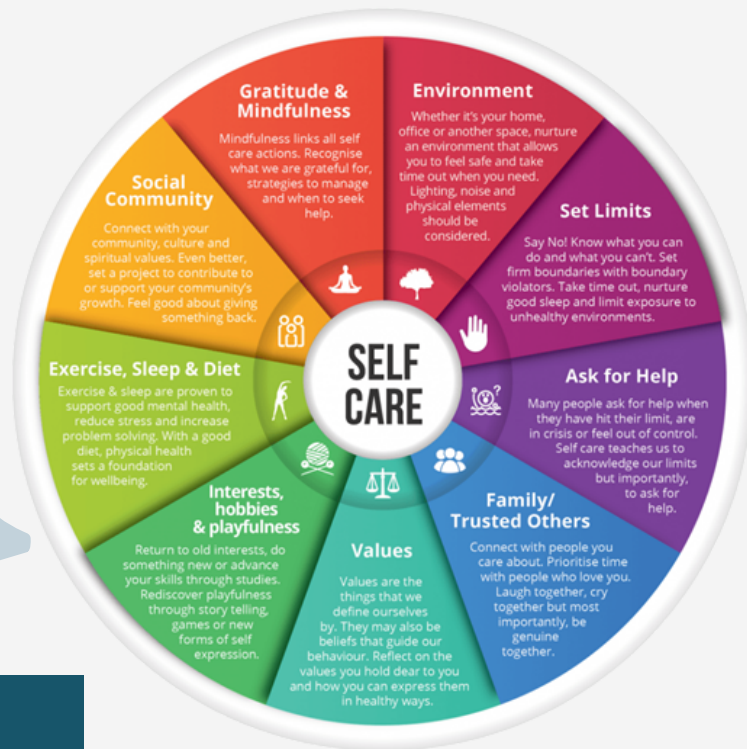 SELF
CARE
Environment
Whether it's your home,
office or another space, nurture
an environment that allows
you to feel safe and take
time out when you need.
Lighting, noise and
physical elements
should be
considered.
Set Limits
Say No! Know what you can
do and what you can't. Set
firm boundaries with boundary
violators. Take time out, nurture
good sleep and limit exposure to
unhealthy environments.
Ask for Help
Many people ask for help when
they have hit their limit, are
in crisis or feel out of control.
Self care teaches us to
acknowledge our limits
but importantly,
to ask for
help.
?
Family/
Trusted Others
Connect with people you
care about. Prioritise time
with people who love you.
Laugh together, cry
together but most
importantly, be
genuine
together.
Values
Values are the
things that we
define ourselves
by. They may also be
beliefs that guide our
behaviour. Reflect on the
values you hold dear to you
and how you can express them
in healthy ways.
Interests,
hobbies
& playfulness
Return to old interests, do
something new or advance
your skills through studies.
Rediscover playfulness
through story telling,
games or new
forms of self
expression.
Exercise, Sleep & Diet
Exercise & sleep are proven to
support good mental health,
reduce stress and increase
problem solving. With a good
diet, physical health
sets a foundation
for wellbeing.
Social
Community
Connect with your
community, culture and
spiritual values. Even better,
set a project to contribute to
or support your community's
growth. Feel good about giving
something back.
Gratitude &
Mindfulness
Mindfulness links all self
care actions. Recognise
what we are grateful for,
strategies to manage
and when to seek
help.